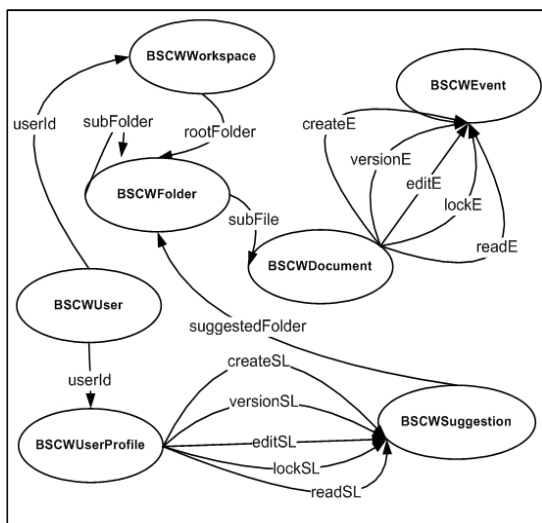 BSCWWorkspace
BSCWEvent
userId
subFolder
createE
rootFolder
versionE
editE
BSCWFolder
lockE
subFile
readE
BSCWDocument
BSCWUser
suggestedFolder
createSL
userId
versionSL
BSCWSuggestion
BSCWUserProfile
editSL
lockSL
readSL